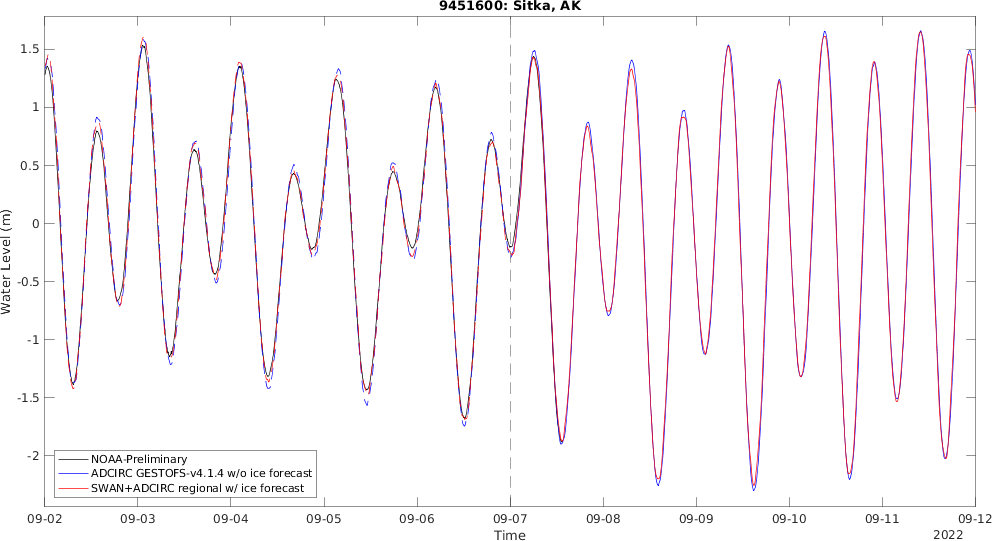 9451600: Sitka, AK
Water Level (m)
1.5
1
0.5
0
-0.5
-1
-1.5
-2
NOAA-Preliminary
ADCIRC GESTOFS-v4.1.4 w/o ice forecast
SWAN+ADCIRC regional w/ ice forecast
09-02 09-03 09-04 09-05 09-06 09-07 09-08 09-09 09-10 09-11 09-12
Time
2022